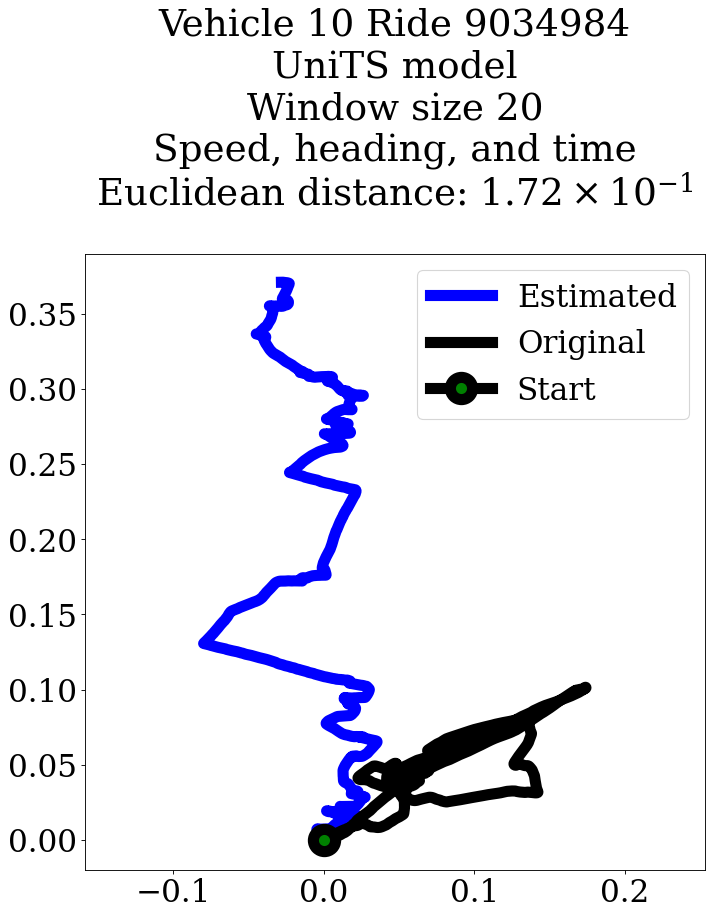 Vehicle 10 Ride 9034984
UniTS model
Window size 20
Speed, heading, and time
Euclidean distance: 1.72 × 10⁻¹
Estimated
Original
Start
0.35
0.30
0.25
0.20
0.15
0.10
0.05
0.00
−0.1
0.0
0.1
0.2